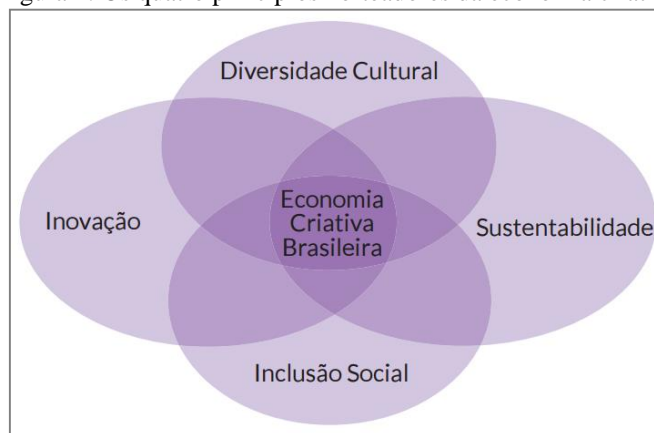 Diversidade Cultural
Inovação
Economia
Criativa
Brasileira
Sustentabilidade
Inclusão Social